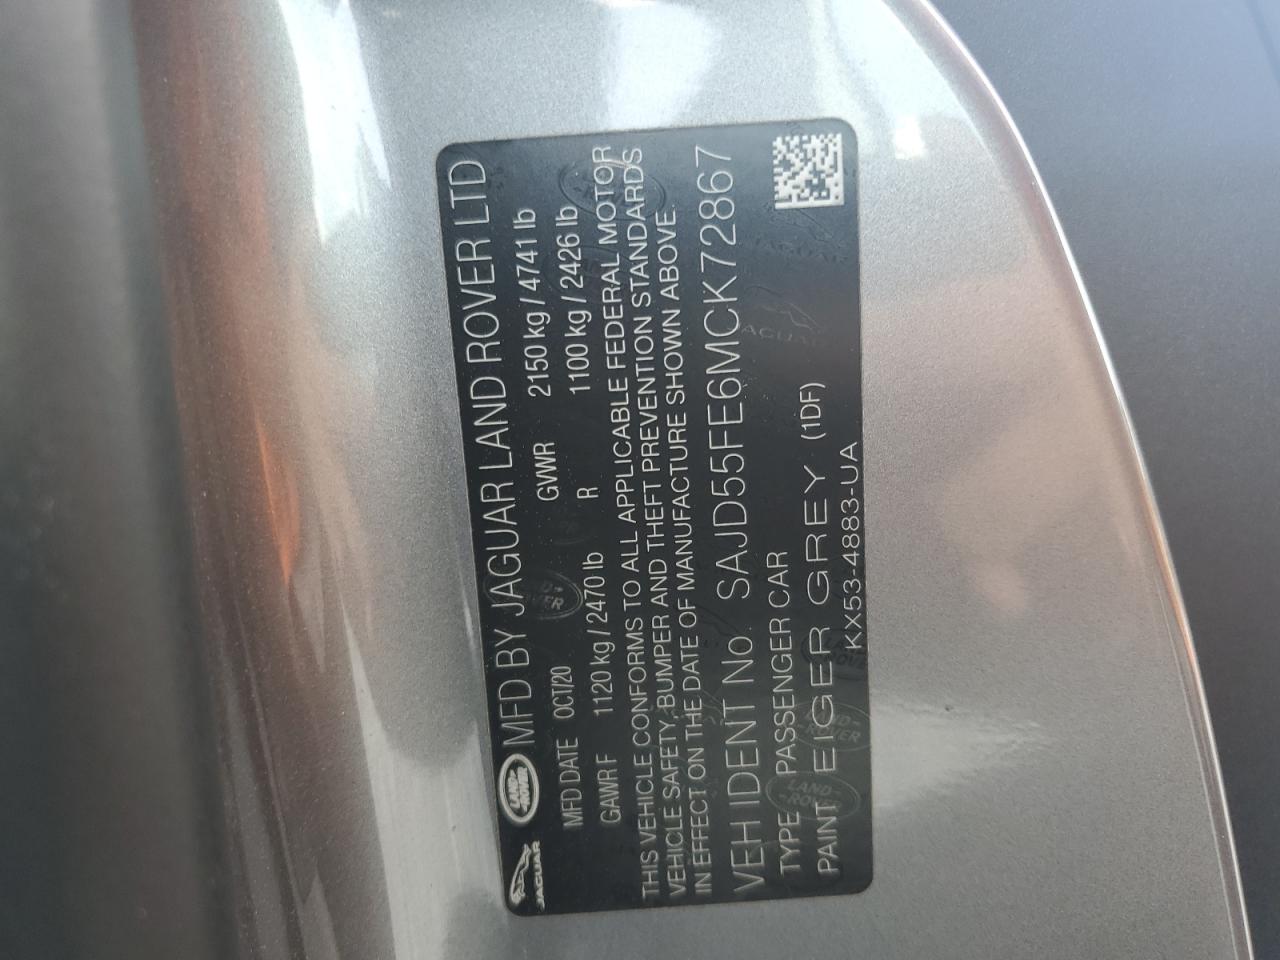 JAGUAR LAND-ROVER MFD BY JAGUAR LAND ROVER LTD
MFD DATE OCT/20 GVWR 2150 kg / 4741 lb
GAWR F 1120 kg / 2470 lb R 1100 kg / 2426 lb
THIS VEHICLE CONFORMS TO ALL APPLICABLE FEDERAL MOTOR
VEHICLE SAFETY, BUMPER AND THEFT PREVENTION STANDARDS
IN EFFECT ON THE DATE OF MANUFACTURE SHOWN ABOVE.
VEH IDENT No SAJD55FE6MCK72867
TYPE PASSENGER CAR
PAINT EIGER GREY (1DF)
KX53-4883-UA